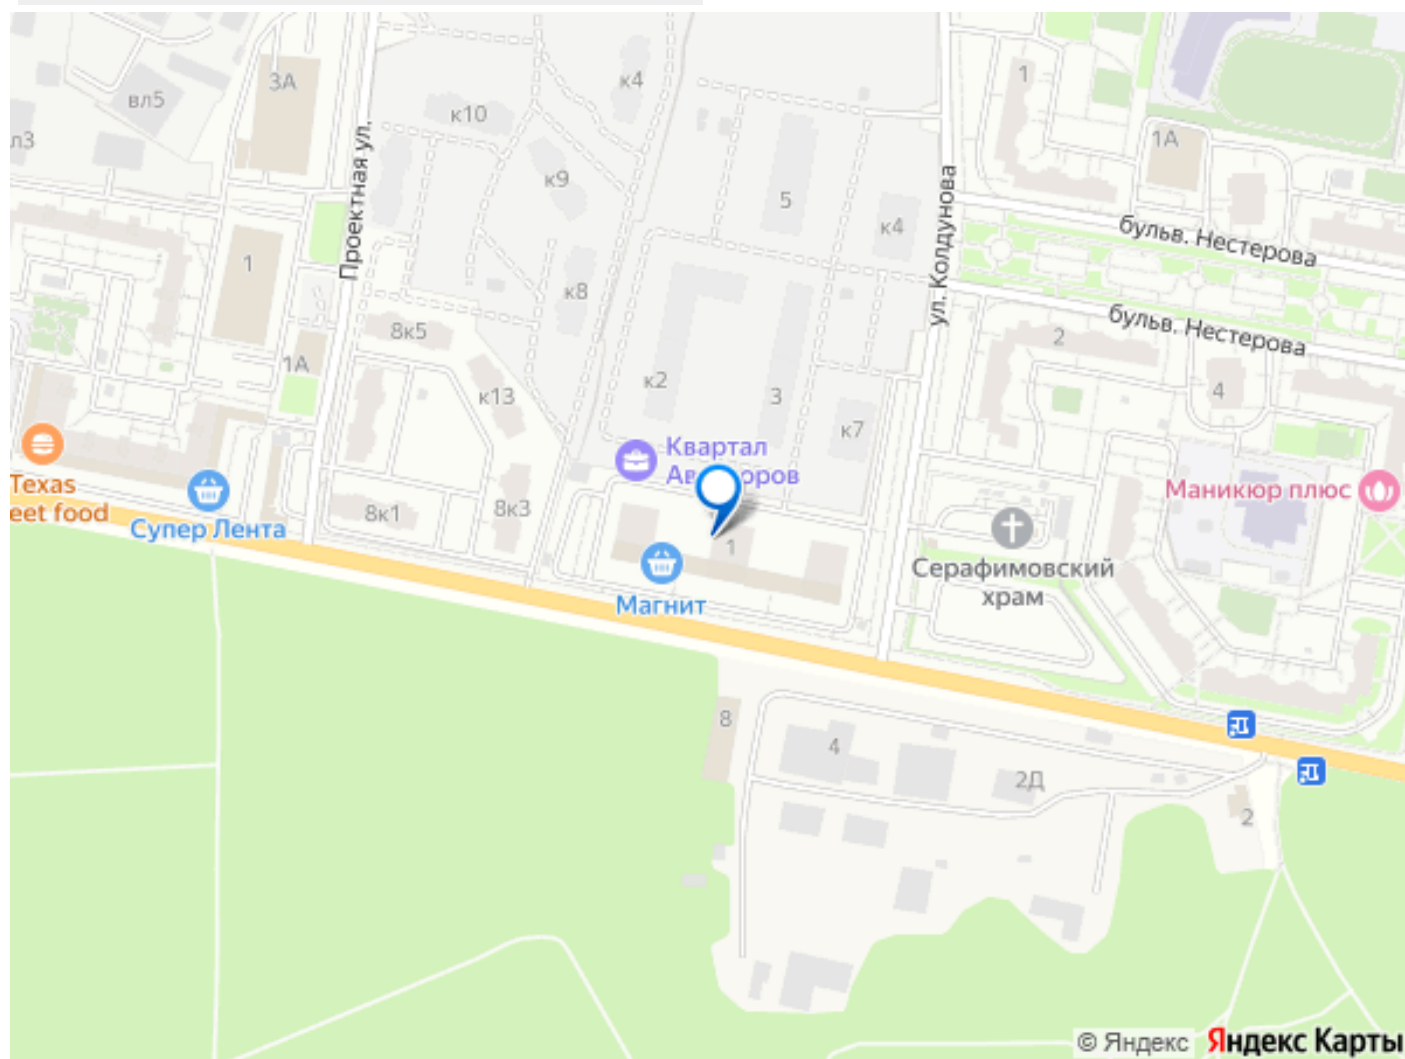 к4
1
3А
вл5
к10
л3
1А
Проектная ул.
к9
5
ул. Колдунова
к4
бульв. Нестерова
1
к8
бульв. Нестерова
8к5
2
1А
к2
3
4
к13
к7
Квартал
Texas
eet food
Супер Лента
8к1
8к3
Маникюр плюс
1
Серафимовский
храм
Магнит
8
4
2Д
2
© Яндекс
Яндекс Карты